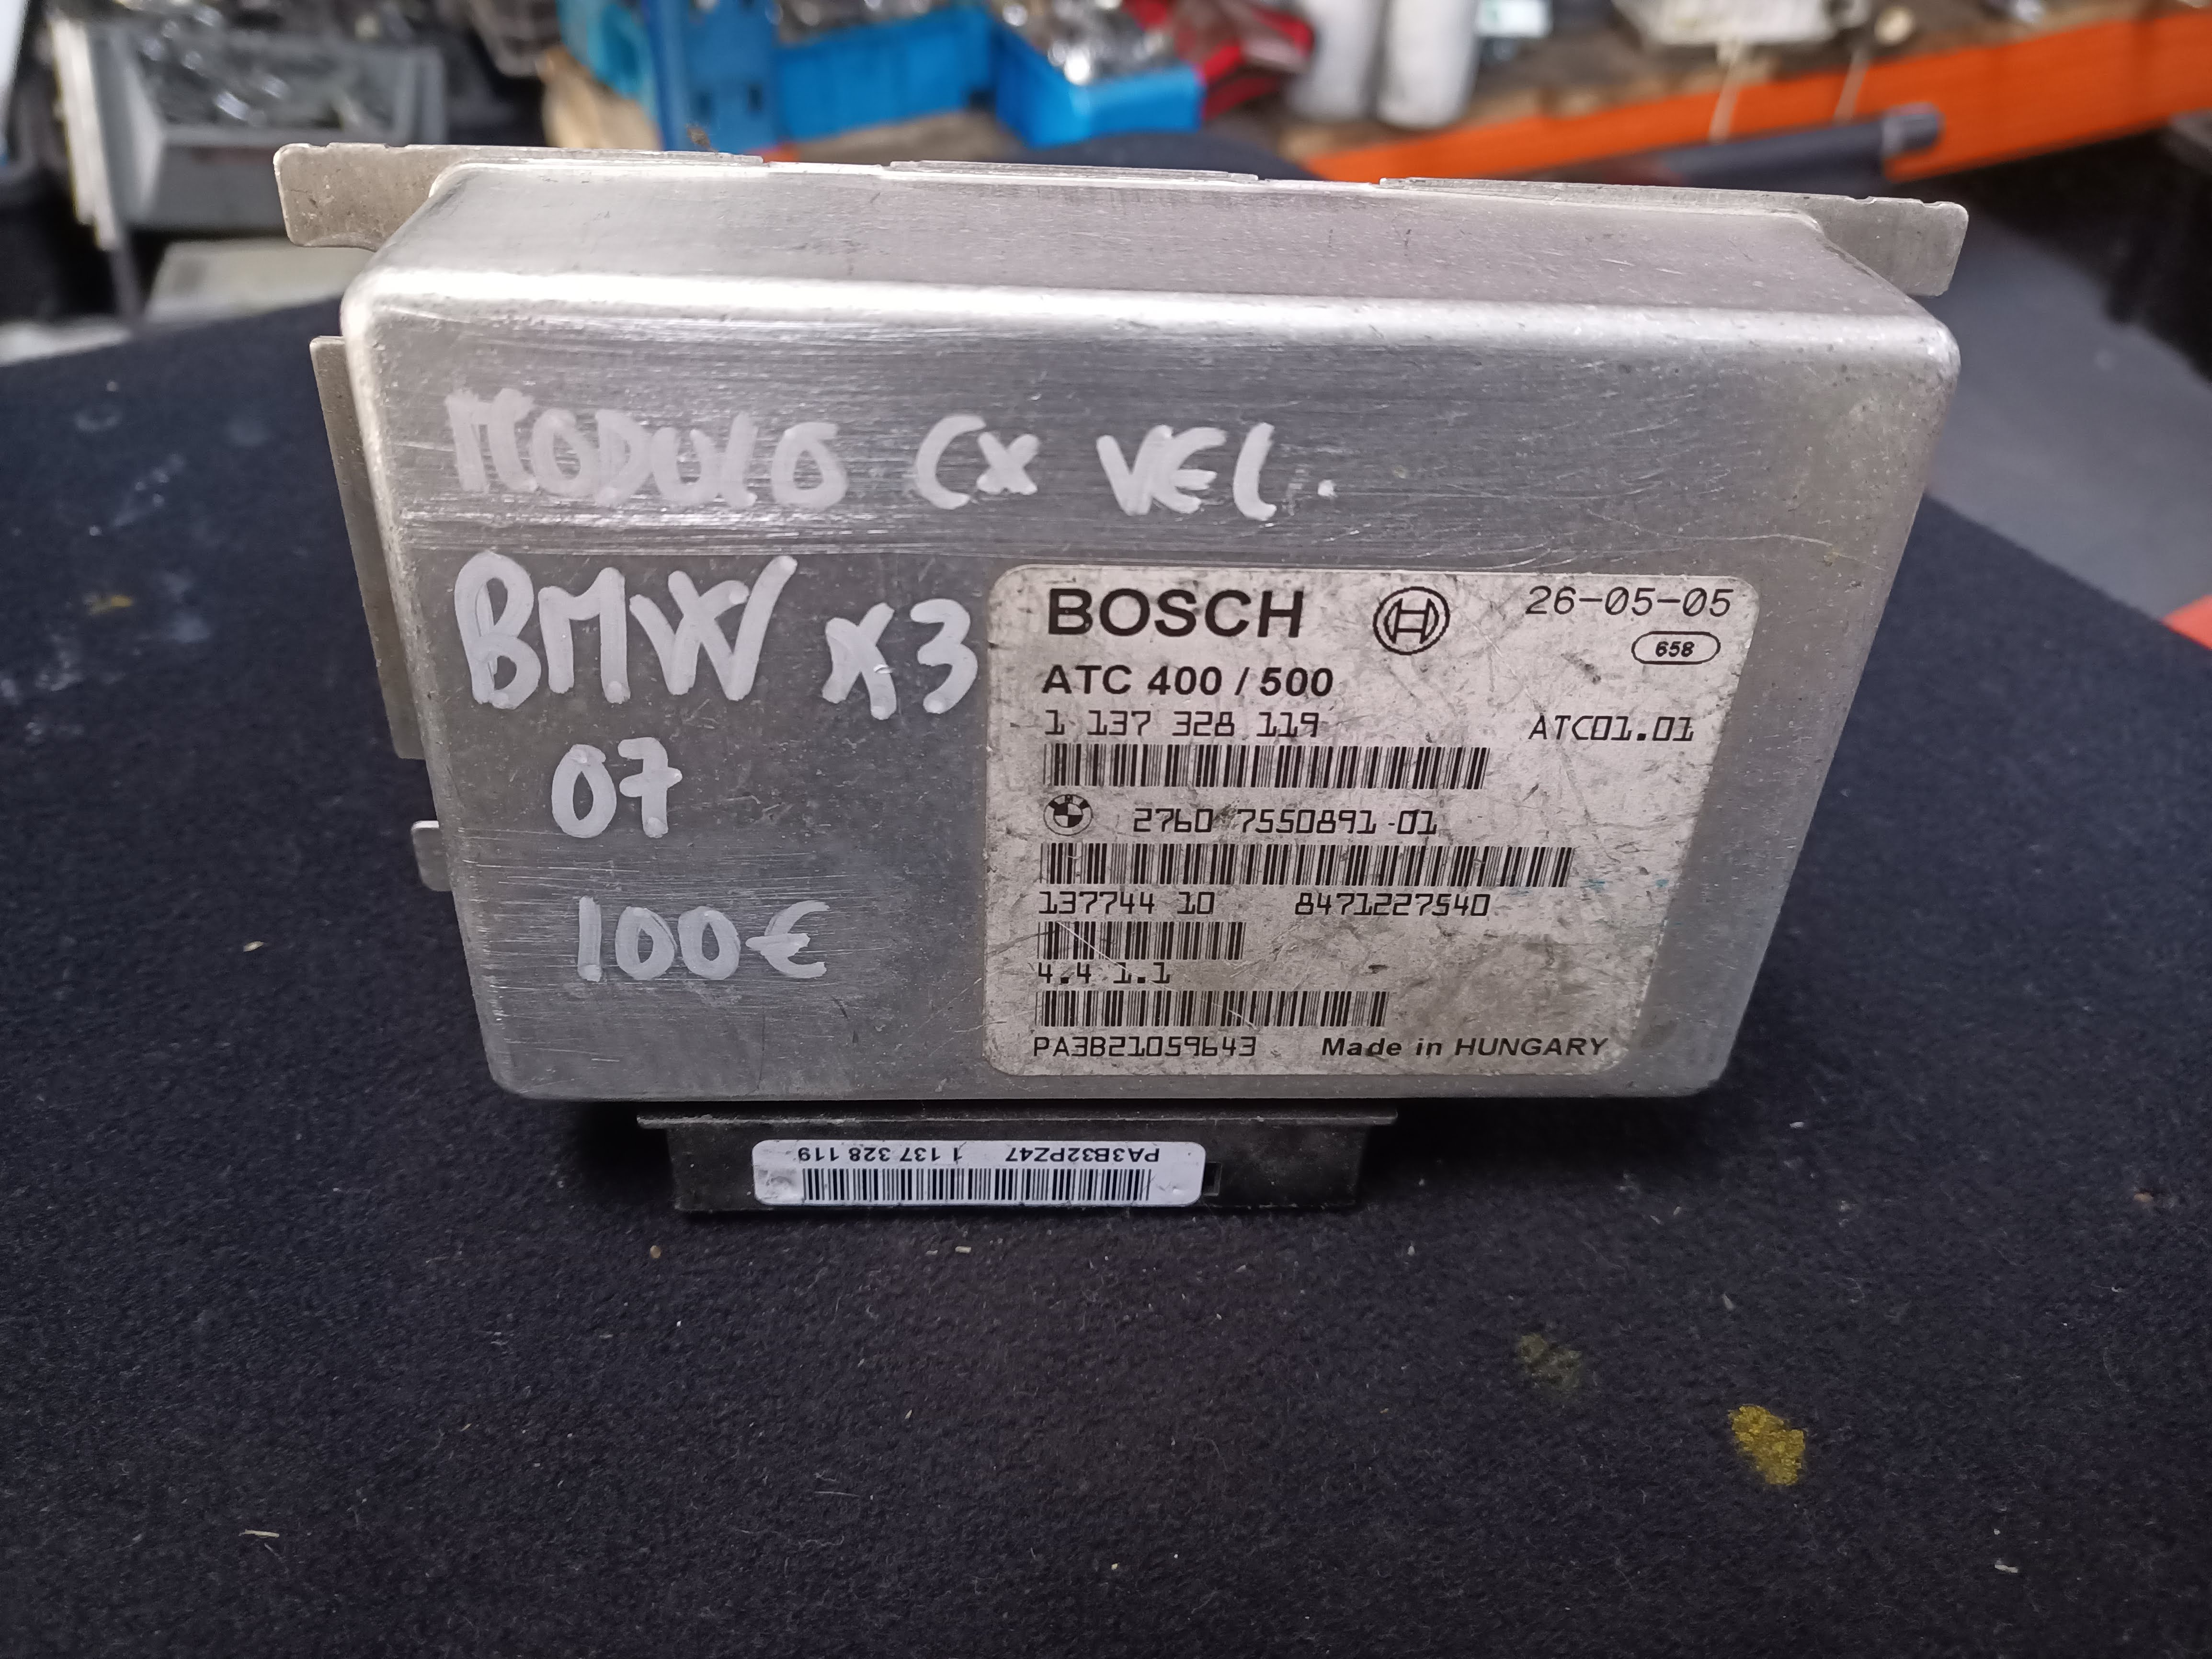 MODULO CX VEL.
BMW X3
07
100€
BOSCH 26-05-05
658
ATC 400 / 500
1 137 328 119 ATC01.01
2760 7550891-01
137744 10 8471227540
4.4 1.1
PA3B21059643 Made in HUNGARY
PA3B32PZ47 1 137 328 119